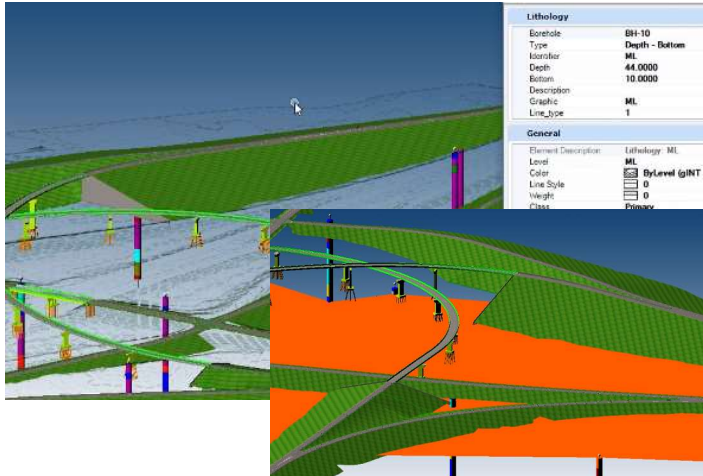 Lithology
Borehole BH-10
Type Depth - Bottom
Identifier ML
Depth 44.0000
Bottom 10.0000
Description
Graphic ML
Line_type 1
General
Element Description Lithology: ML
Level ML
Color ByLevel (gINT
Line Style 0
Weight 0
Class Primary